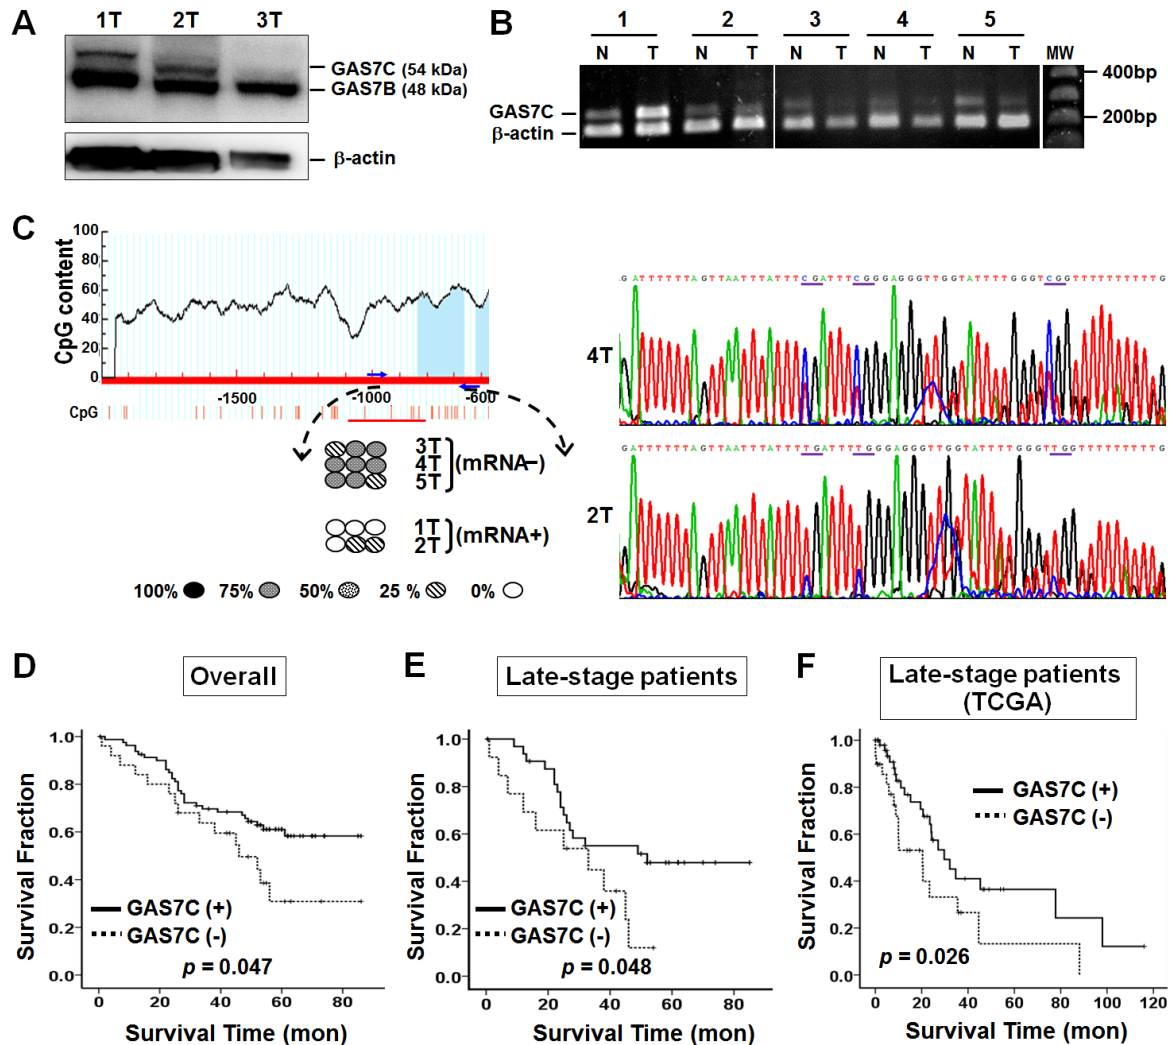 A
1T 2T 3T
GAS7C (54 kDa)
GAS7B (48 kDa)
β-actin
B
1 2 3 4 5
N T N T N T N T N T MW
400bp
GAS7C
200bp
β-actin
C
CpG content
100
80
60
40
20
0
-1500 -1000 -600
CpG
3T
4T (mRNA-)
5T
1T
2T (mRNA+)
100% 75% 50% 25 % 0%
GATTTTTTAGTTAATTTATTTCGATTTCGGGAGGGTTGGTATTTTGGGTCGGTTTTTTTTTTG
4T
GATTTTTTAGTTAATTTATTTTGATTTTGGGAGGGTTGGTATTTTGGGTTGGTTTTTTTTTTG
2T
D
Overall
Survival Fraction
1.0
0.8
0.6
0.4
0.2
0.0
GAS7C (+)
GAS7C (-)
p = 0.047
0 20 40 60 80
Survival Time (mon)
E
Late-stage patients
Survival Fraction
1.0
0.8
0.6
0.4
0.2
0.0
GAS7C (+)
GAS7C (-)
p = 0.048
0 20 40 60 80
Survival Time (mon)
F
Late-stage patients
(TCGA)
Survival Fraction
1.0
0.8
0.6
0.4
0.2
0.0
GAS7C (+)
GAS7C (-)
p = 0.026
0 20 40 60 80 100 120
Survival Time (mon)